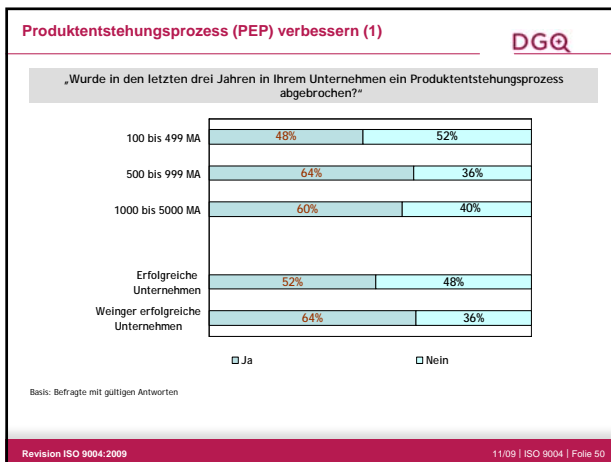 Produktentstehungsprozess (PEP) verbessern (1)
DGQ
„Wurde in den letzten drei Jahren in Ihrem Unternehmen ein Produktentstehungsprozess
abgebrochen?“
100 bis 499 MA
48%
52%
500 bis 999 MA
64%
36%
1000 bis 5000 MA
60%
40%
Erfolgreiche
Unternehmen
52%
48%
Weinger erfolgreiche
Unternehmen
64%
36%
Ja
Nein
Basis: Befragte mit gültigen Antworten
Revision ISO 9004:2009
11/09 | ISO 9004 | Folie 50